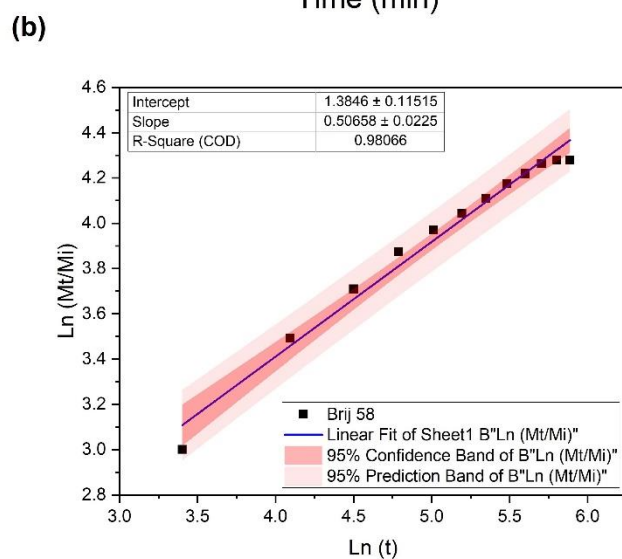 Time (min)
(b)
4.6
4.4
4.2
4.0
3.8
3.6
3.4
3.2
3.0
2.8
Ln (Mt/Mi)
Intercept 1.3846 ± 0.11515
Slope 0.50658 ± 0.0225
R-Square (COD) 0.98066
Brij 58
Linear Fit of Sheet1 B"Ln (Mt/Mi)"
95% Confidence Band of B"Ln (Mt/Mi)"
95% Prediction Band of B"Ln (Mt/Mi)"
3.0 3.5 4.0 4.5 5.0 5.5 6.0
Ln (t)